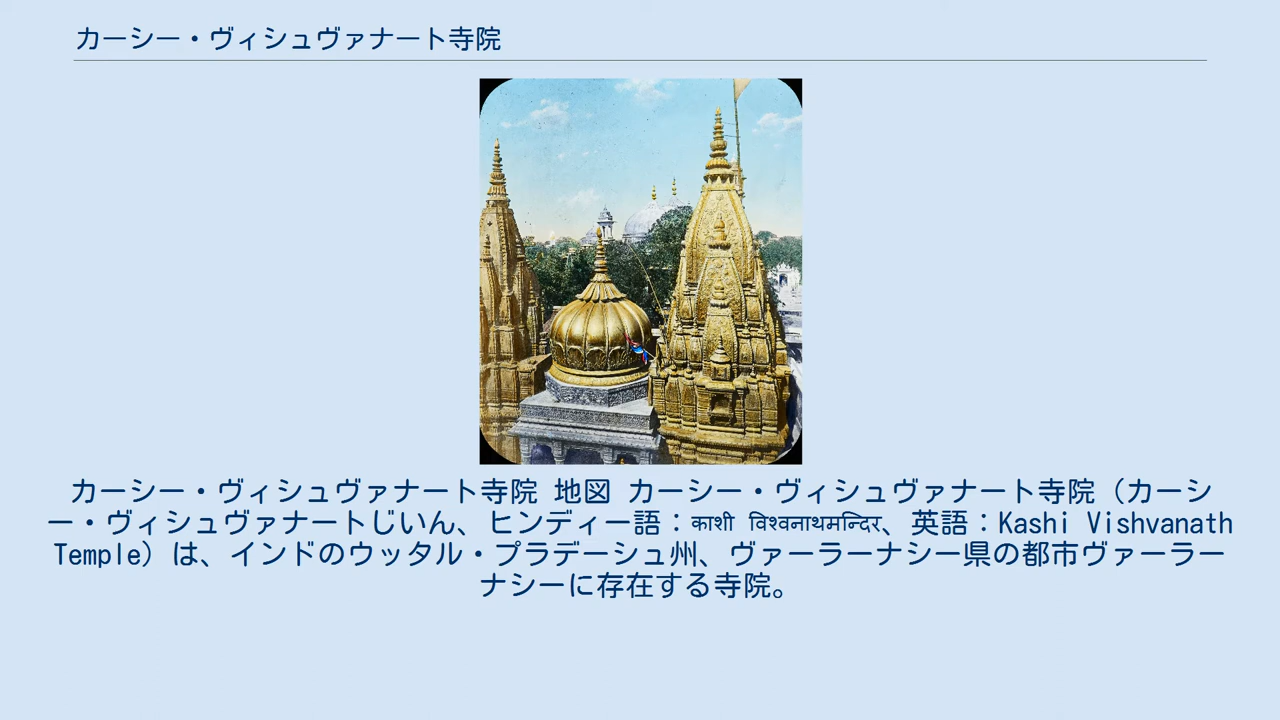 カーシー・ヴィシュヴァナート寺院
カーシー・ヴィシュヴァナート寺院 地図 カーシー・ヴィシュヴァナート寺院（カーシ
ー・ヴィシュヴァナートじいん、ヒンディー語：काशी विश्वनाथमन्दिर、英語：Kashi Vishvanath
Temple）は、インドのウッタル・プラデーシュ州、ヴァーラーナシー県の都市ヴァーラー
ナシーに存在する寺院。